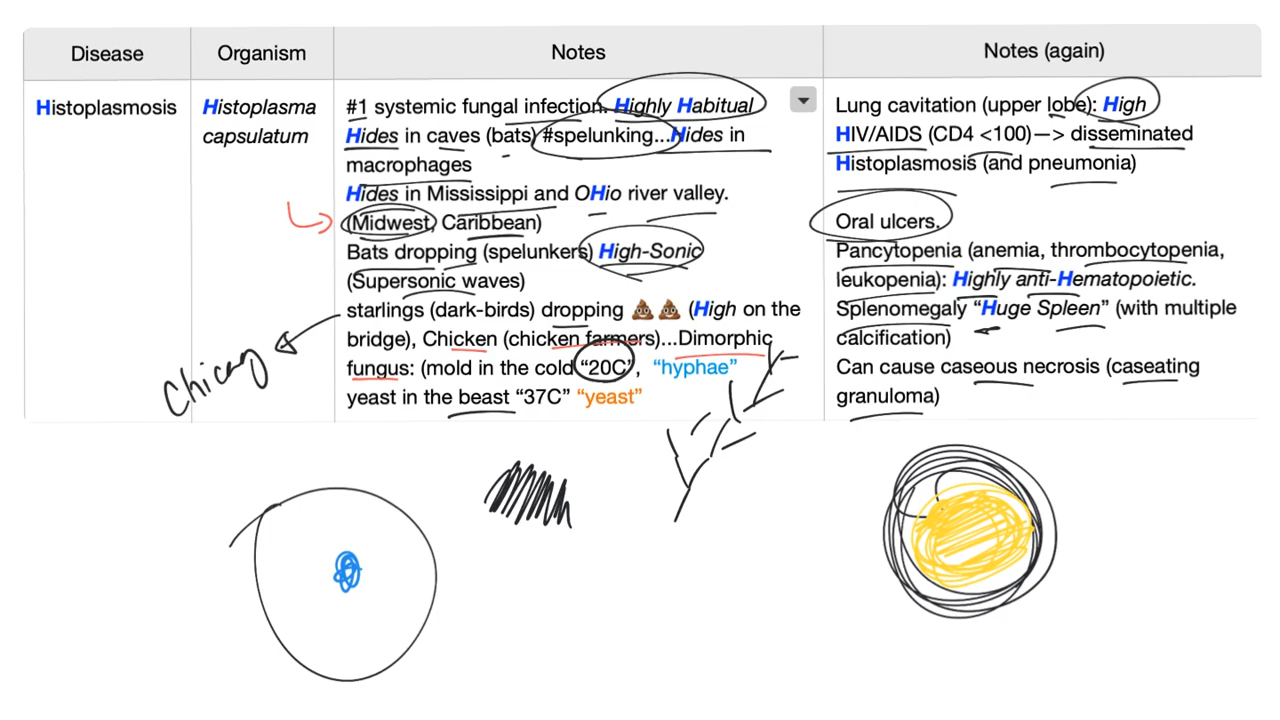 Disease
Organism
Notes
Notes (again)
Histoplasmosis
Histoplasma
capsulatum
#1 systemic fungal infection. Highly Habitual
Hides in caves (bats) #spelunking...Hides in
macrophages
Hides in Mississippi and OHio river valley.
(Midwest, Caribbean)
Bats dropping (spelunkers) High-Sonic
(Supersonic waves)
starlings (dark-birds) dropping 💩 💩 (High on the
bridge), Chicken (chicken farmers)...Dimorphic
fungus: (mold in the cold “20C”, “hyphae”
yeast in the beast “37C” “yeast”
Lung cavitation (upper lobe): High
HIV/AIDS (CD4 <100)—> disseminated
Histoplasmosis (and pneumonia)
Oral ulcers.
Pancytopenia (anemia, thrombocytopenia,
leukopenia): Highly anti-Hematopoietic.
Splenomegaly “Huge Spleen” (with multiple
calcification)
Can cause caseous necrosis (caseating
granuloma)